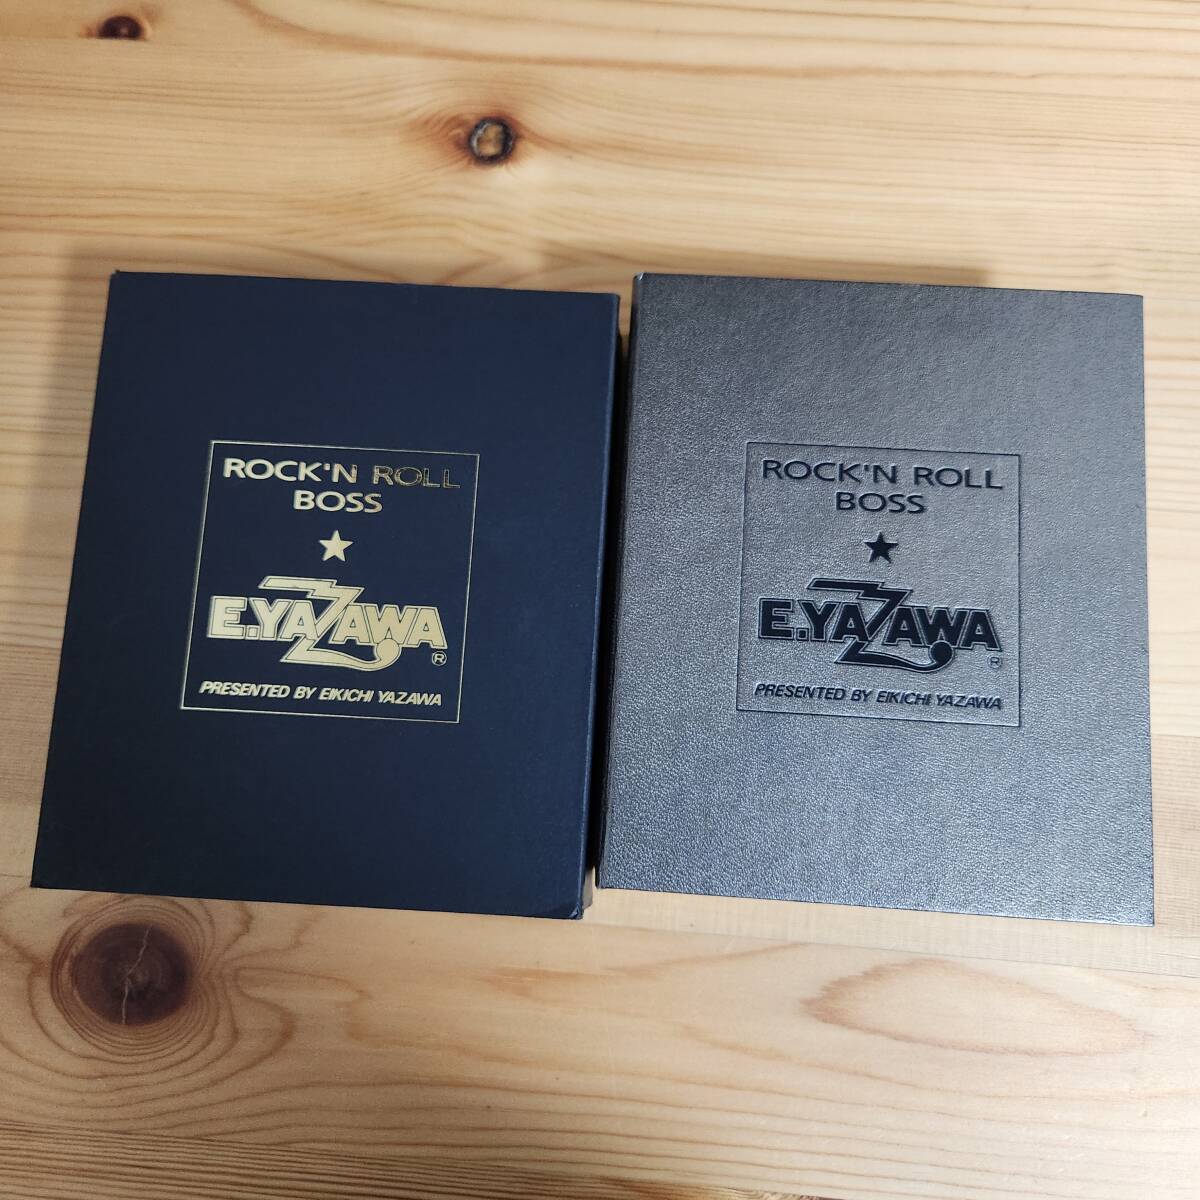 ROCK'N ROLL
BOSS
★
E.YAZAWA
®
PRESENTED BY EIKICHI YAZAWA
ROCK'N ROLL
BOSS
★
E.YAZAWA
®
PRESENTED BY EIKICHI YAZAWA